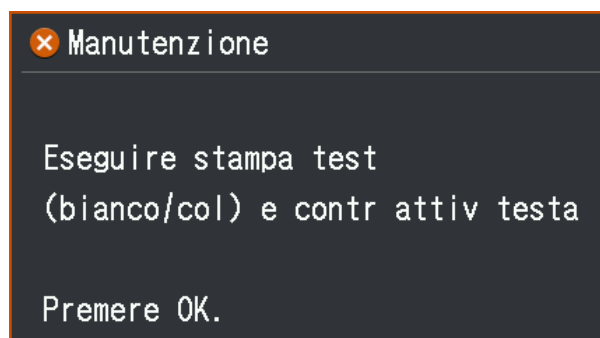 Manutenzione
Eseguire stampa test
(bianco/col) e contr attiv testa
Premere OK.